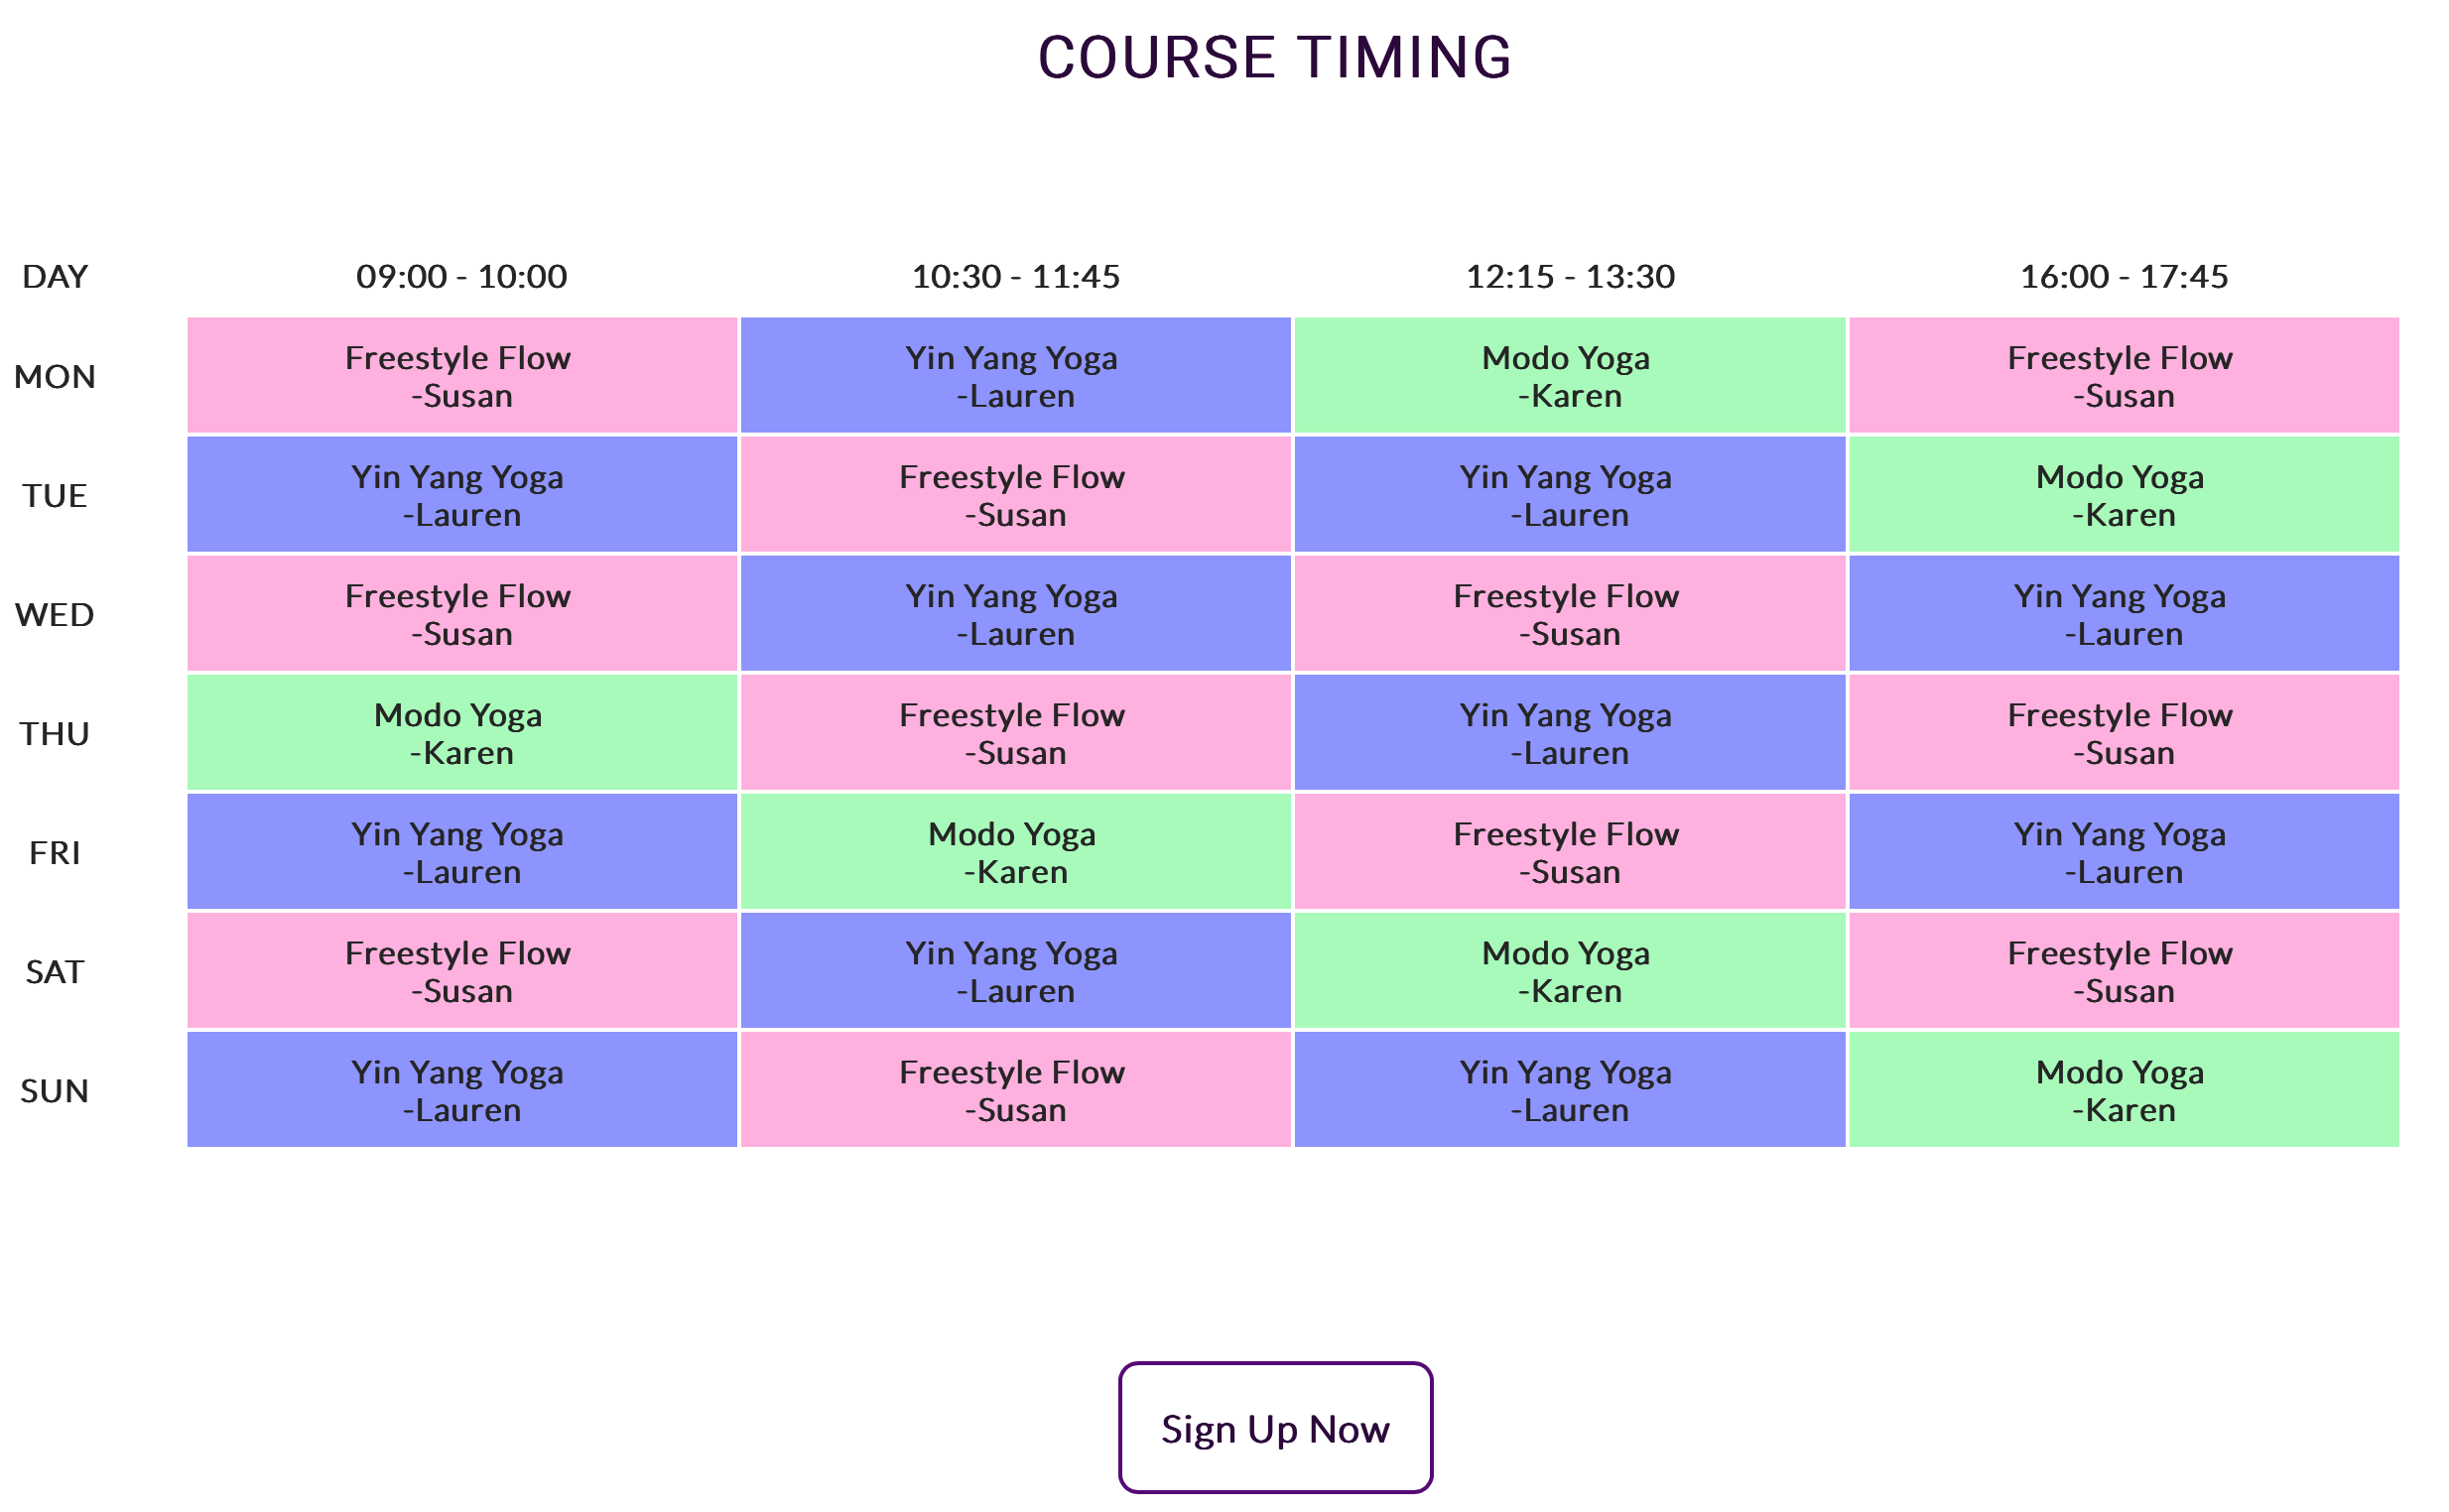 COURSE TIMING
DAY 09:00 - 10:00 10:30 - 11:45 12:15 - 13:30 16:00 - 17:45
MON
Freestyle Flow
-Susan
Yin Yang Yoga
-Lauren
Modo Yoga
-Karen
Freestyle Flow
-Susan
TUE
Yin Yang Yoga
-Lauren
Freestyle Flow
-Susan
Yin Yang Yoga
-Lauren
Modo Yoga
-Karen
WED
Freestyle Flow
-Susan
Yin Yang Yoga
-Lauren
Freestyle Flow
-Susan
Yin Yang Yoga
-Lauren
THU
Modo Yoga
-Karen
Freestyle Flow
-Susan
Yin Yang Yoga
-Lauren
Freestyle Flow
-Susan
FRI
Yin Yang Yoga
-Lauren
Modo Yoga
-Karen
Freestyle Flow
-Susan
Yin Yang Yoga
-Lauren
SAT
Freestyle Flow
-Susan
Yin Yang Yoga
-Lauren
Modo Yoga
-Karen
Freestyle Flow
-Susan
SUN
Yin Yang Yoga
-Lauren
Freestyle Flow
-Susan
Yin Yang Yoga
-Lauren
Modo Yoga
-Karen
Sign Up Now